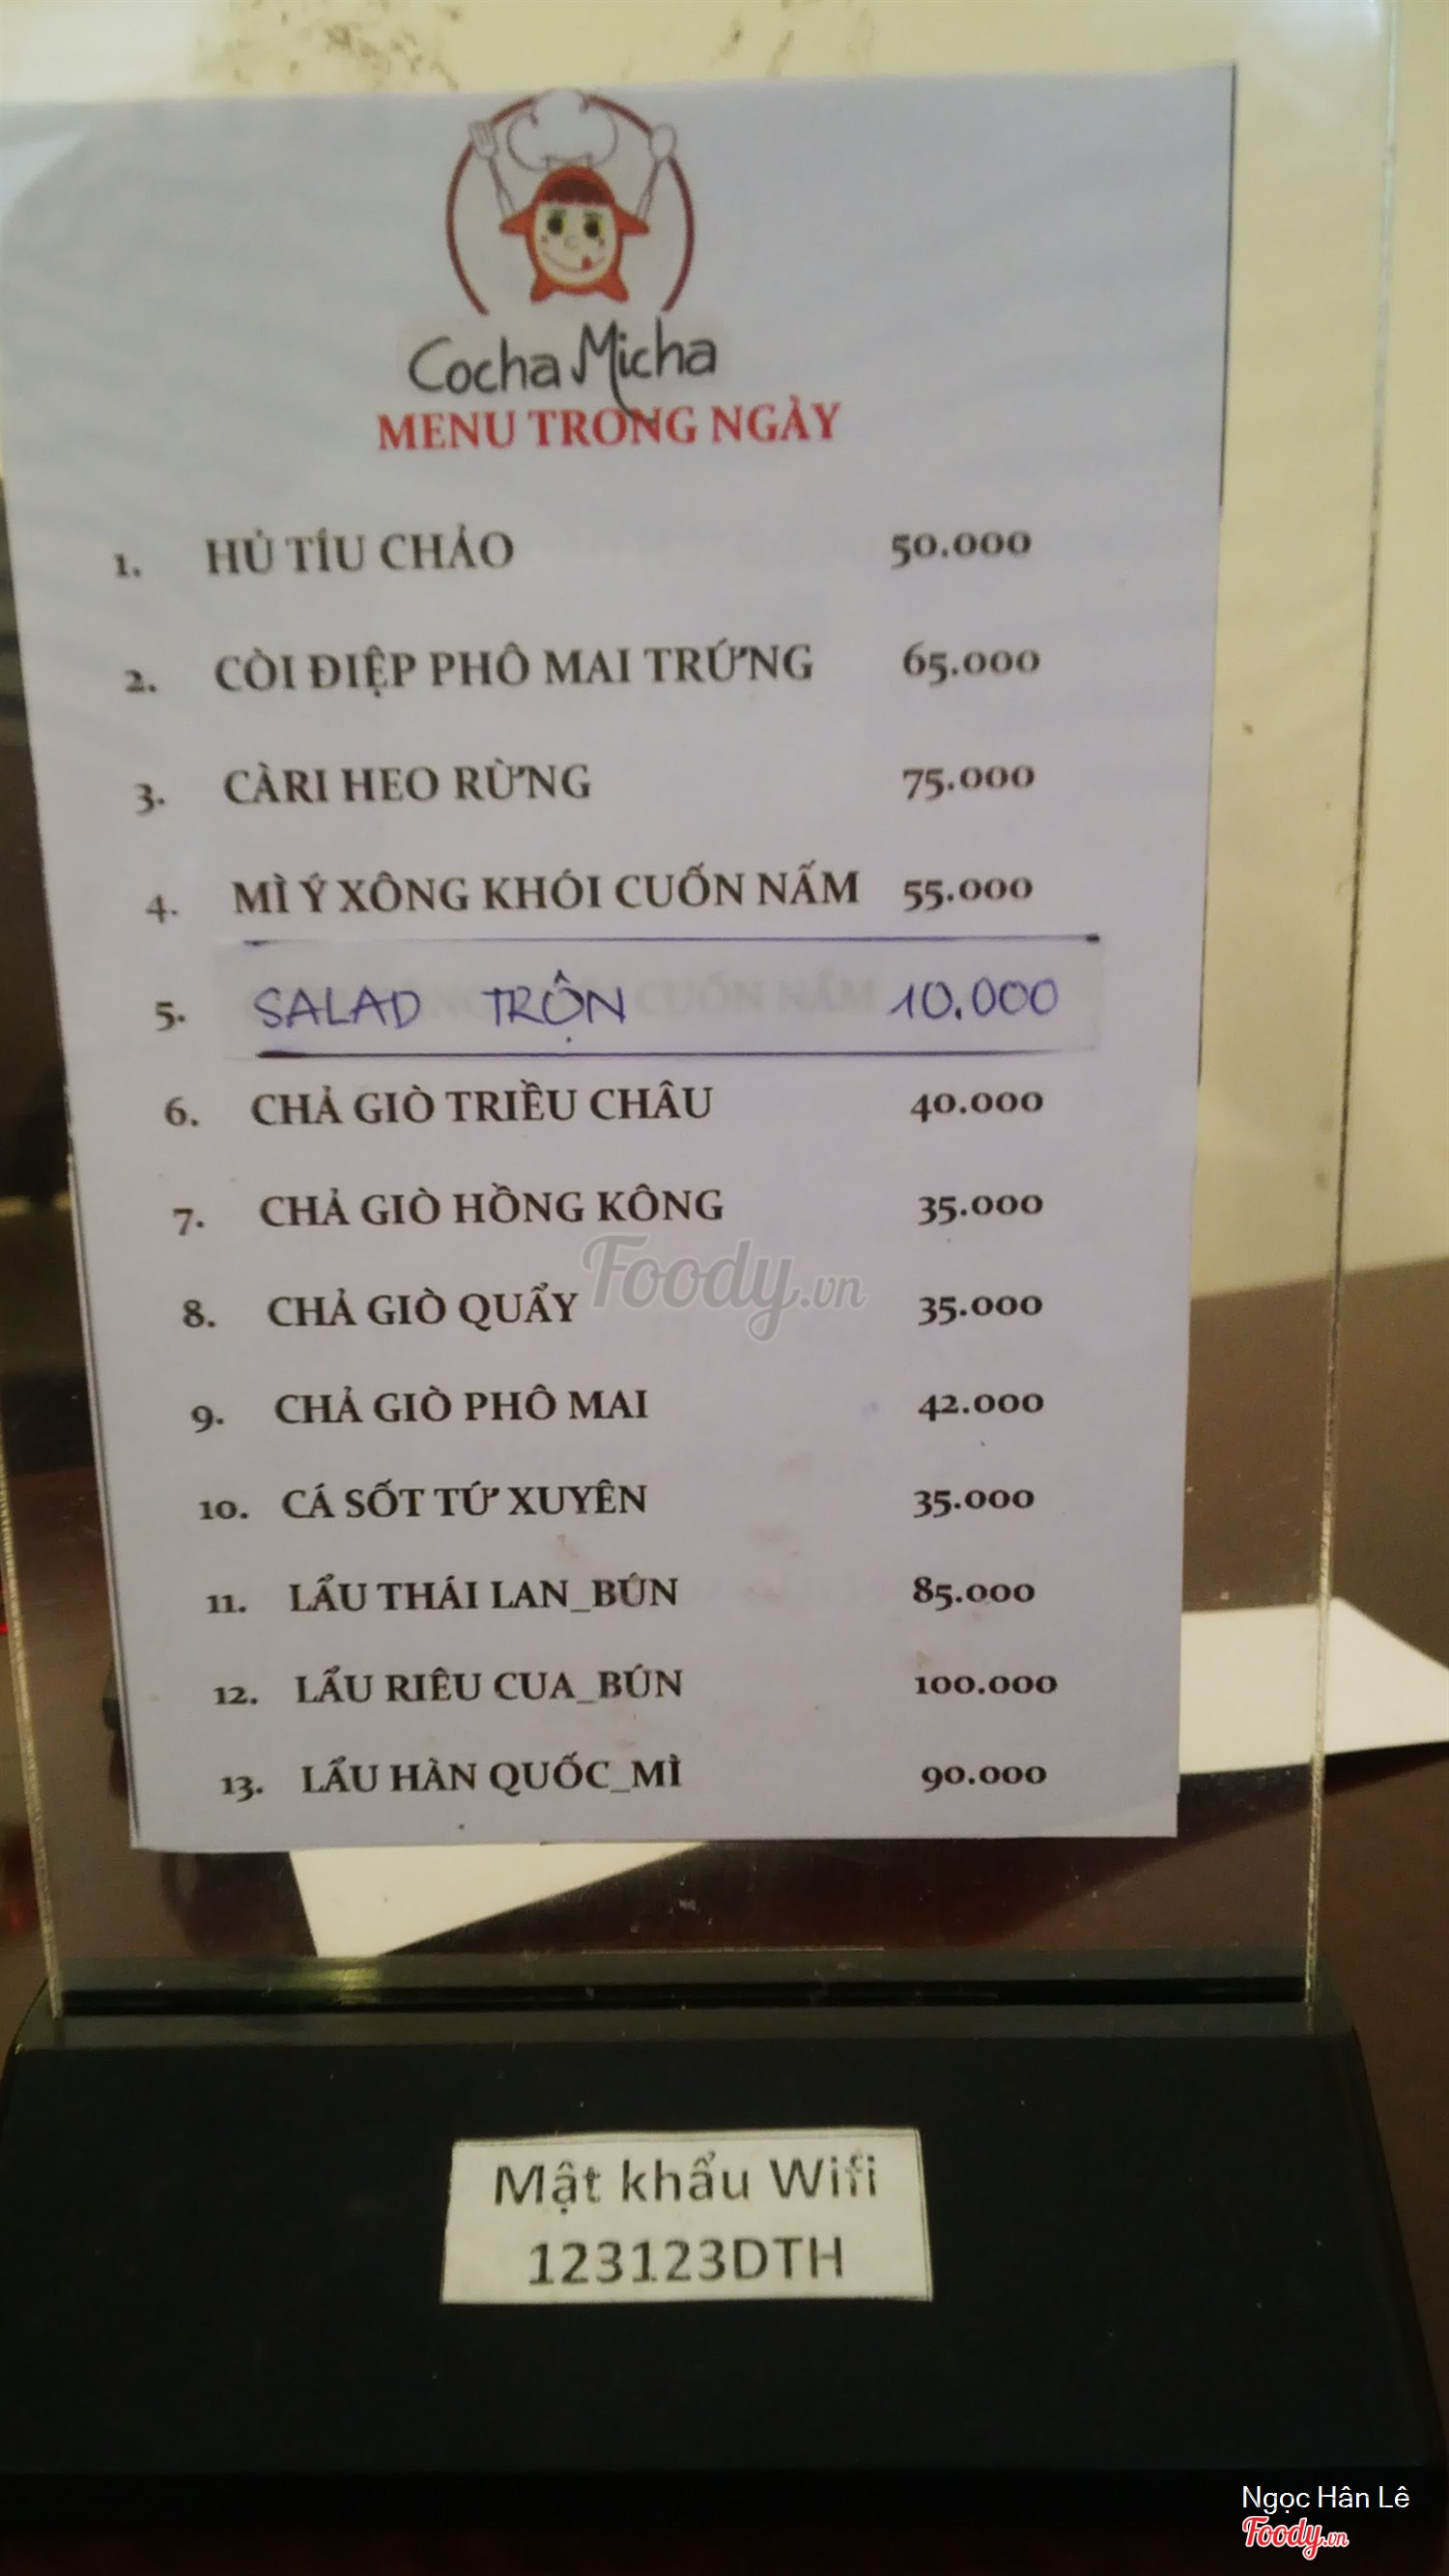 Cocha Micha
MENU TRONG NGÀY
1. HỦ TÍU CHẢO 50.000
2. CÒI ĐIỆP PHÔ MAI TRỨNG 65.000
3. CÀRI HEO RỪNG 75.000
4. MÌ Ý XÔNG KHÓI CUỐN NẤM 55.000
5. SALAD TRỘN 10.000
6. CHẢ GIÒ TRIỀU CHÂU 40.000
7. CHẢ GIÒ HỒNG KÔNG 35.000
8. CHẢ GIÒ QUẨY 35.000
Foody.vn
9. CHẢ GIÒ PHÔ MAI 42.000
10. CÁ SỐT TỨ XUYÊN 35.000
11. LẨU THÁI LAN_BÚN 85.000
12. LẨU RIÊU CUA_BÚN 100.000
13. LẨU HÀN QUỐC_MÌ 90.000
Mật khẩu Wifi
123123DTH
Ngọc Hân Lê
Foody.vn